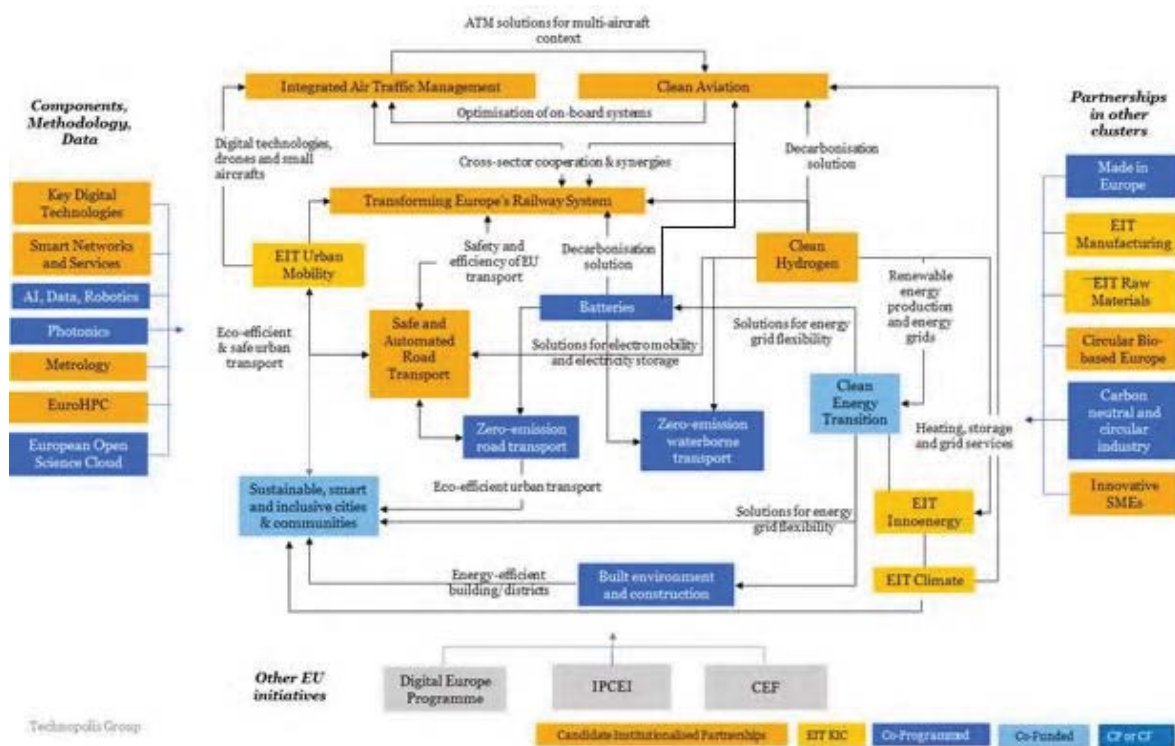 ATM solutions for multi-aircraft
context
Integrated Air Traffic Management
Clean Aviation
Components,
Methodology,
Data
Partnerships
in other
clusters
Optimisation of on-board systems
Digital technologies,
drones and small
aircrafts
Decarbonisation
solution
Cross-sector cooperation & synergies
Made in
Europe
Key Digital
Technologies
Transforming Europe's Railway System
EIT
Manufacturing
Smart Networks
and Services
EIT Urban
Mobility
Safety and
efficiency of EU
transport
Decarbonisation
solution
Clean
Hydrogen
Renewable
energy
production
and energy
grids
EIT Raw
Materials
AI, Data, Robotics
Batteries
Photonics
Eco-efficient
& safe urban
transport
Safe and
Automated
Road
Transport
Solutions for electromobility
and electricity storage
Solutions for energy
grid flexibility
Circular Bio-
based Europe
Metrology
Clean
Energy
Transition
Carbon
neutral and
circular
industry
EuroHPC
Zero-emission
road transport
Zero-emission
waterborne
transport
Heating, storage
and grid services
European Open
Science Cloud
Eco-efficient urban transport
Innovative
SMEs
Sustainable, smart
and inclusive cities
& communities
Solutions for energy
grid flexibility
EIT
Innoenergy
Energy-efficient
building/districts
Built environment
and construction
EIT Climate
Other EU
initiatives
Digital Europe
Programme
IPCEI
CEF
Technopolis Group
Candidate Institutionalised Partnerships
EIT KIC
Co-Programmed
Co-Funded
CP or CF